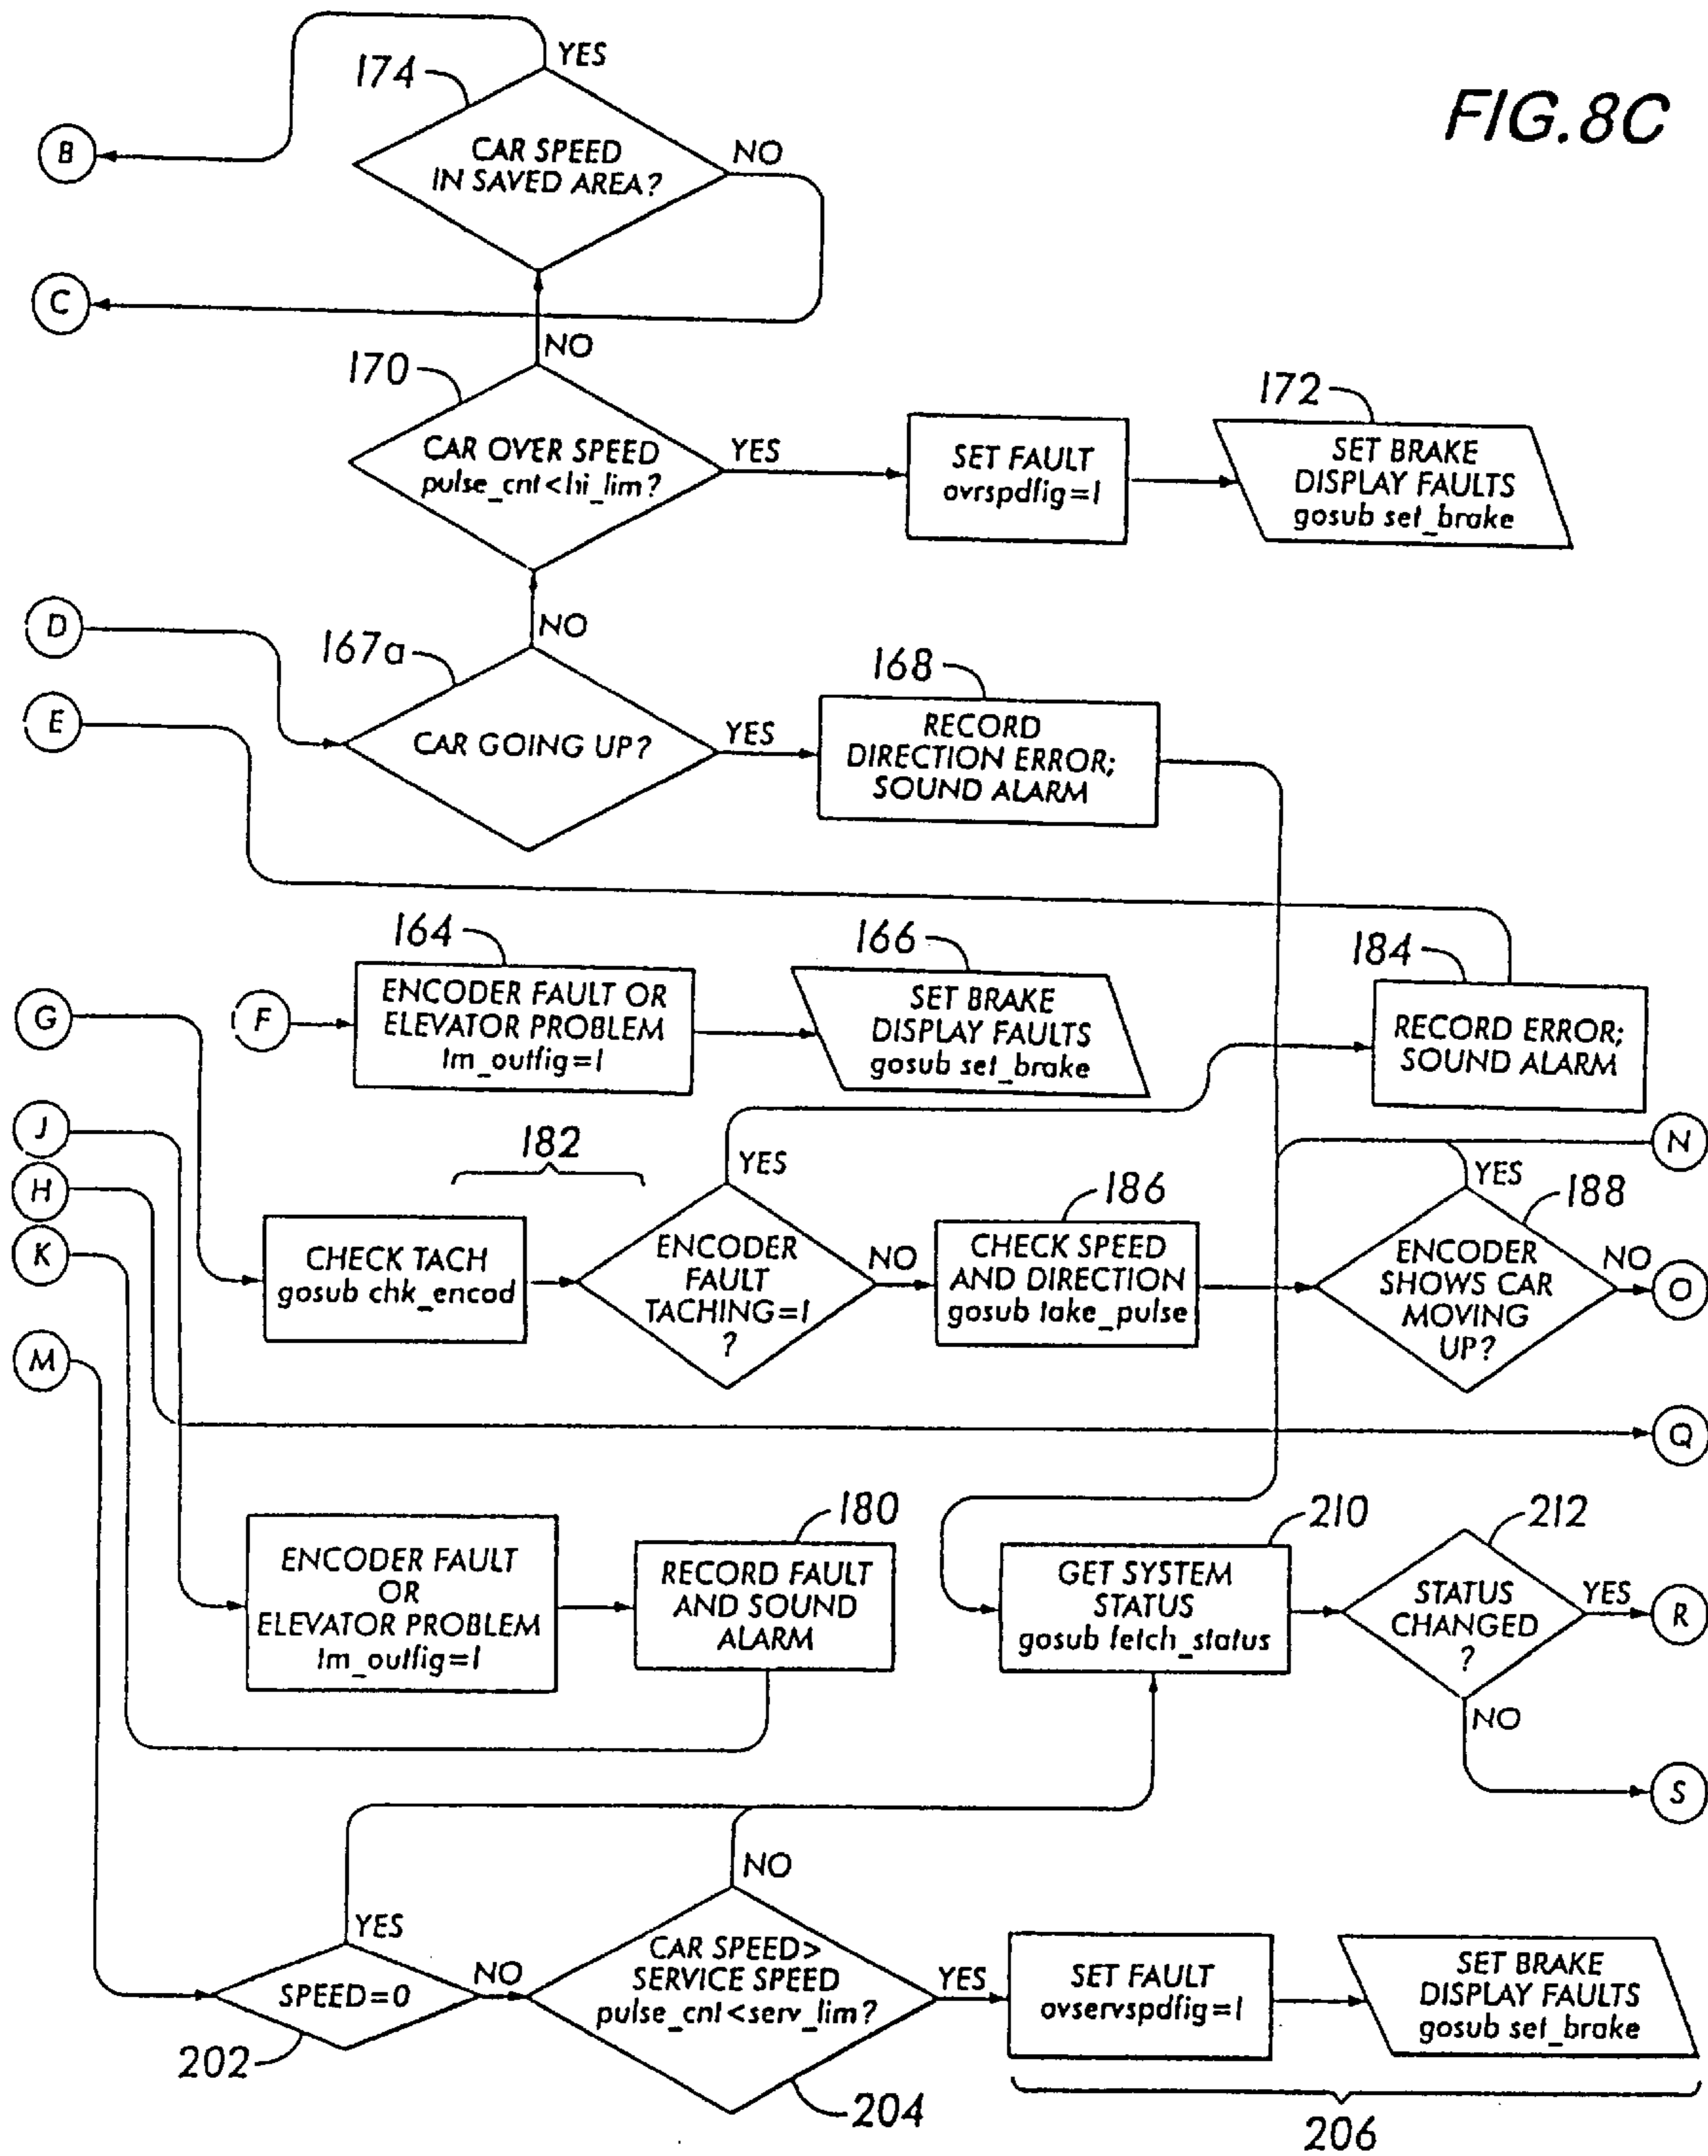 FIG.8C
YES
174
B
CAR SPEED
IN SAVED AREA?
NO
C
NO
170
CAR OVER SPEED
pulse_cnt<hi_lim?
YES
SET FAULT
ovrspdflg=1
172
SET BRAKE
DISPLAY FAULTS
gosub set_brake
D
NO
167a
E
CAR GOING UP?
YES
168
RECORD
DIRECTION ERROR;
SOUND ALARM
164
166
184
G
F
ENCODER FAULT OR
ELEVATOR PROBLEM
tm_outflg=1
SET BRAKE
DISPLAY FAULTS
gosub set_brake
RECORD ERROR;
SOUND ALARM
J
182
YES
N
H
186
YES
188
K
CHECK TACH
gosub chk_encod
ENCODER
FAULT
TACHING=1
?
NO
CHECK SPEED
AND DIRECTION
gosub take_pulse
ENCODER
SHOWS CAR
MOVING
UP?
NO
O
M
Q
180
210
212
ENCODER FAULT
OR
ELEVATOR PROBLEM
tm_outflg=1
RECORD FAULT
AND SOUND
ALARM
GET SYSTEM
STATUS
gosub fetch_status
STATUS
CHANGED
?
YES
R
NO
S
NO
YES
SPEED=0
NO
CAR SPEED>
SERVICE SPEED
pulse_cnt<serv_lim?
YES
SET FAULT
ovservspdflg=1
SET BRAKE
DISPLAY FAULTS
gosub set_brake
202
204
206